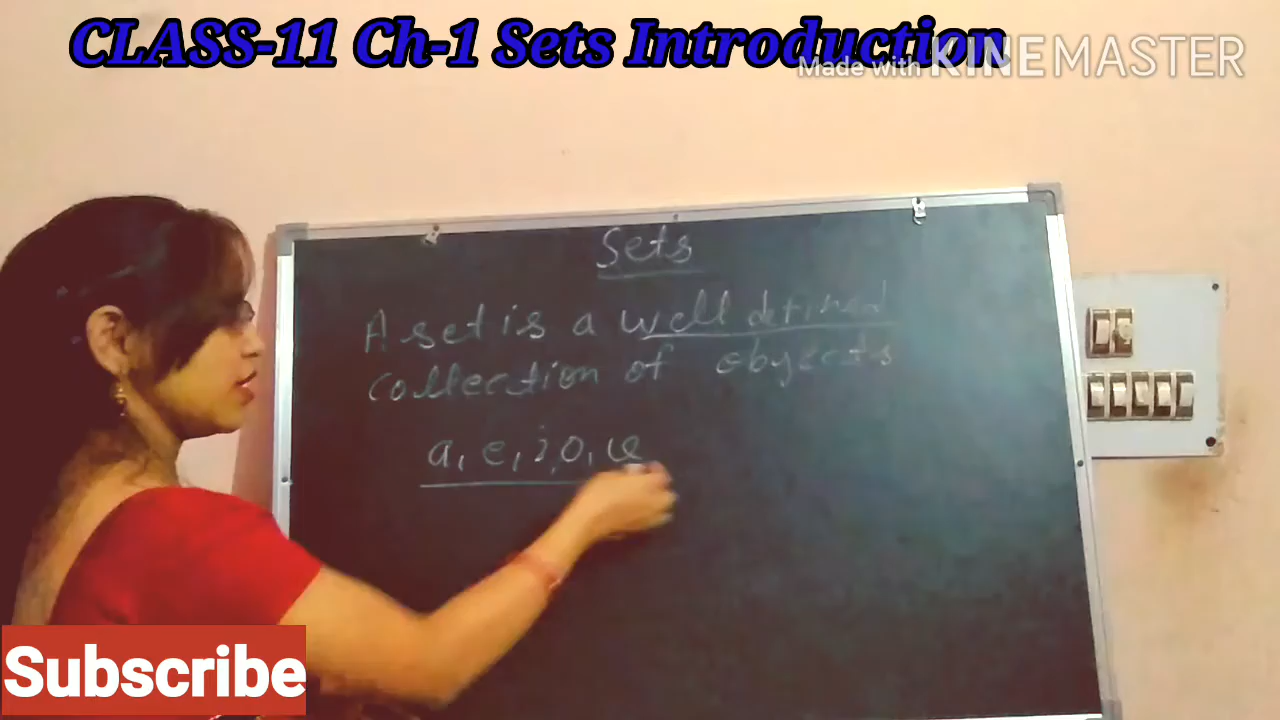 CLASS-11 Ch-1 Sets Introduction
Made with KINEMASTER
Sets
A set is a well defined
collection of objects
a, e, i, o, u
Subscribe